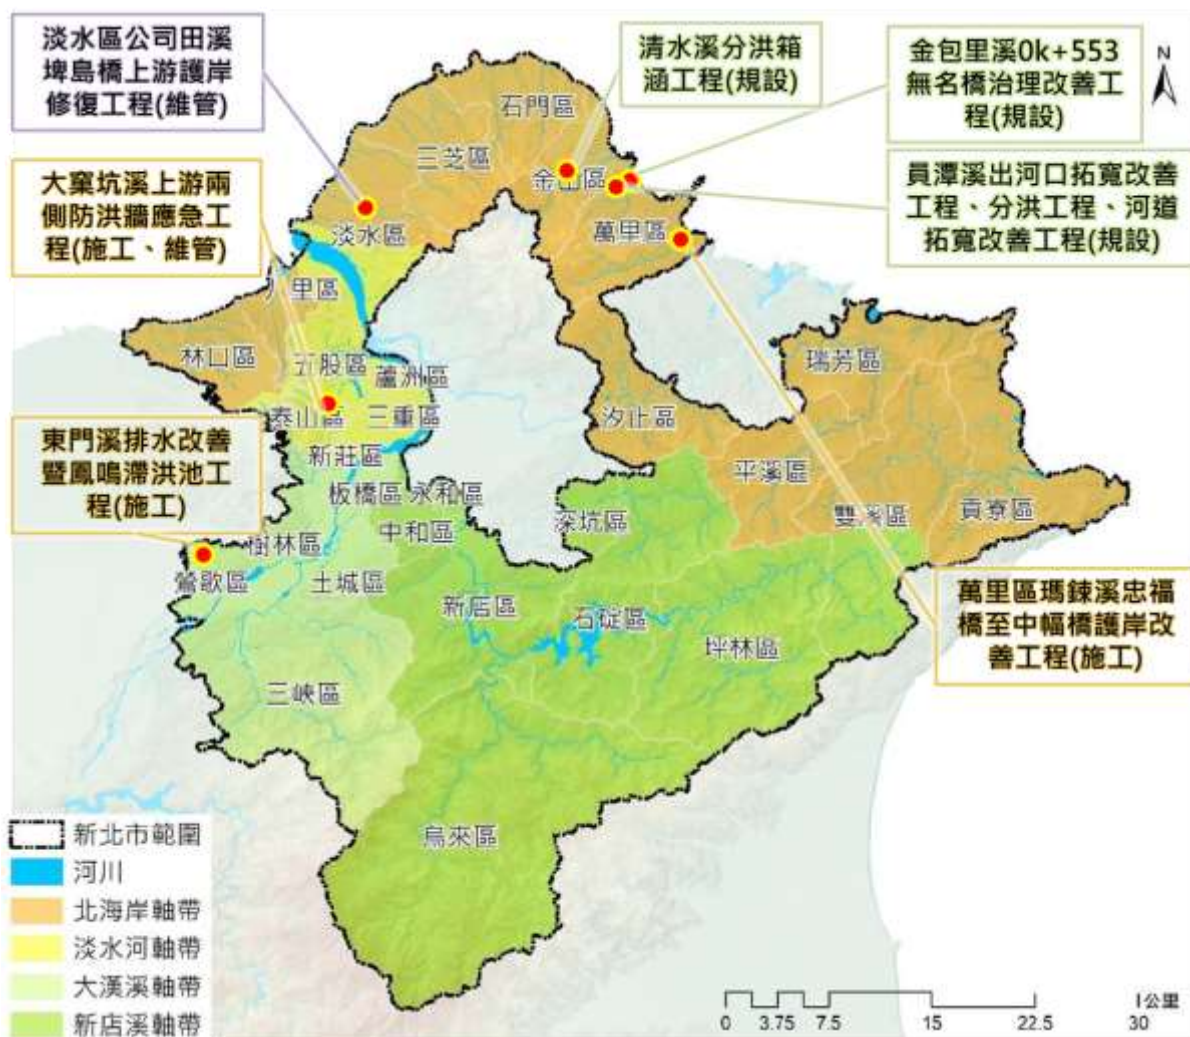 淡水區公司田溪
埤島橋上游護岸
修復工程(維管)
清水溪分洪箱
涵工程(規設)
金包里溪0k+553
無名橋治理改善工
程(規設)
N
大窠坑溪上游兩
側防洪牆應急工
程(施工、維管)
員潭溪出河口拓寬改善
工程、分洪工程、河道
拓寬改善工程(規設)
石門區
三芝區
金山區
淡水區
萬里區
八里區
林口區
五股區
蘆洲區
瑞芳區
泰山區
三重區
汐止區
東門溪排水改善
暨鳳鳴滯洪池工
程(施工)
新莊區
平溪區
板橋區
永和區
深坑區
雙溪區
貢寮區
中和區
樹林區
鶯歌區
土城區
新店區
石碇區
坪林區
萬里區瑪鋉溪忠福
橋至中幅橋護岸改
善工程(施工)
三峽區
烏來區
新北市範圍
河川
北海岸軸帶
淡水河軸帶
大漢溪軸帶
新店溪軸帶
公里
0 3.75 7.5 15 22.5 30